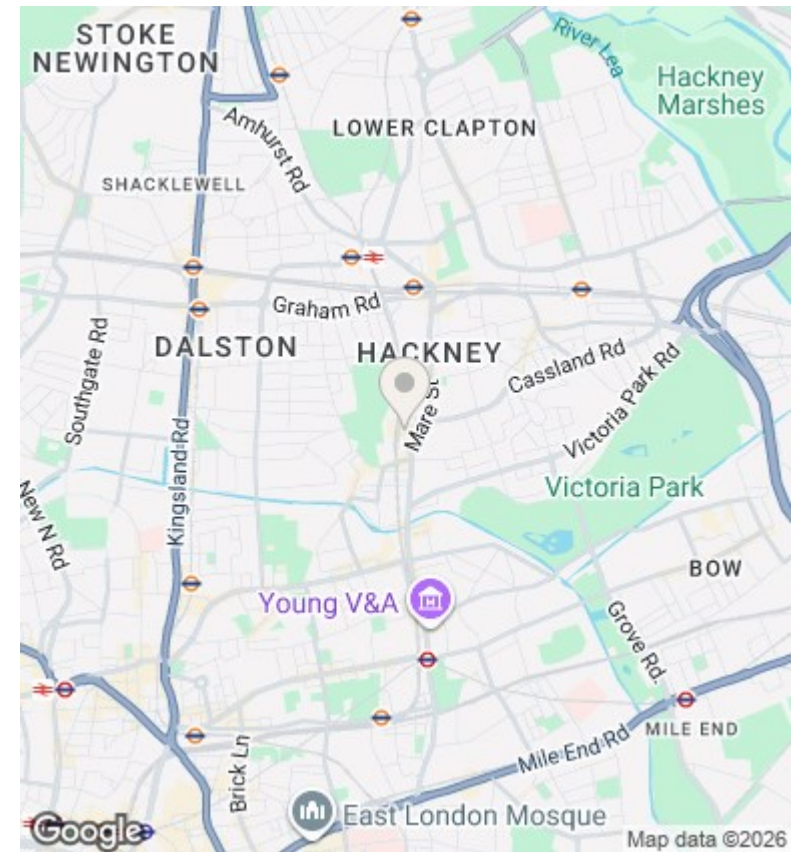 STOKE
NEWINGTON
River Lea
Hackney
Marshes
Amhurst Rd
LOWER CLAPTON
SHACKLEWELL
Graham Rd
DALSTON
HACKNEY
Southgate Rd
Cassland Rd
Mare St
Victoria Park Rd
Kingsland Rd
Victoria Park
New N Rd
BOW
Young V&A
Grove Rd.
MILE END
Mile End Rd
Brick Ln
East London Mosque
Google
Map data ©2026